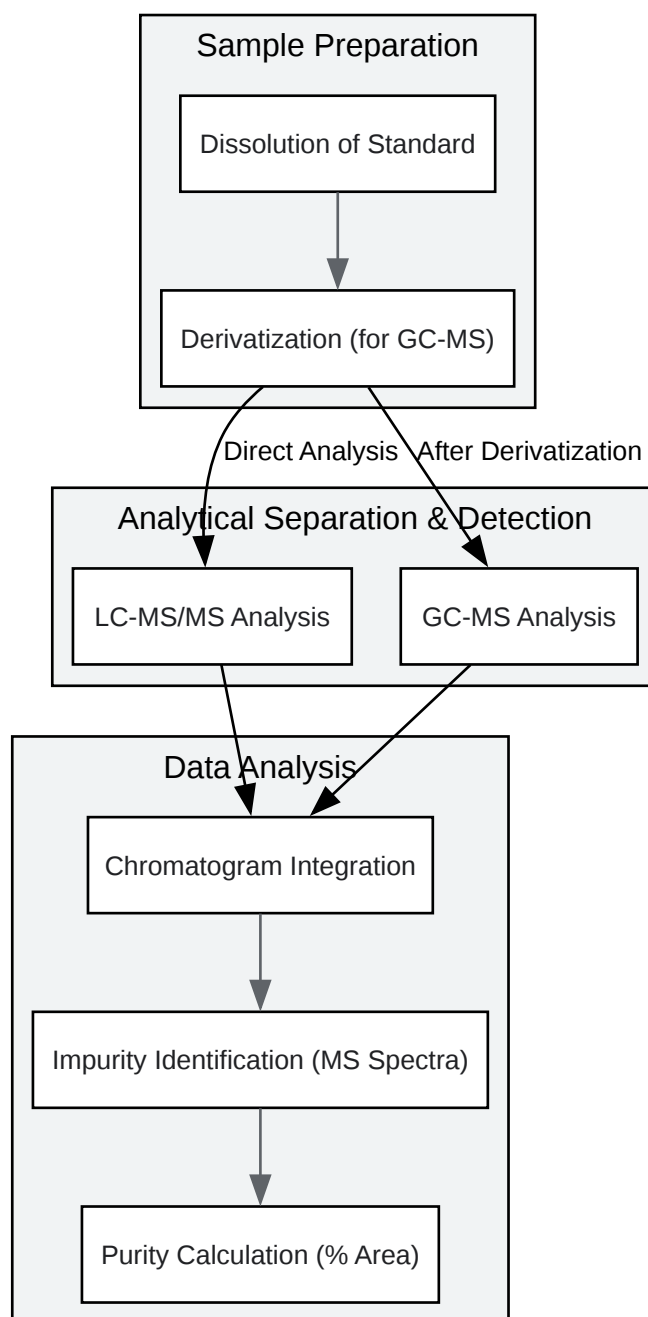 Sample Preparation
Dissolution of Standard
Derivatization (for GC-MS)
Direct Analysis
After Derivatization
Analytical Separation & Detection
LC-MS/MS Analysis
GC-MS Analysis
Data Analysis
Chromatogram Integration
Impurity Identification (MS Spectra)
Purity Calculation (% Area)